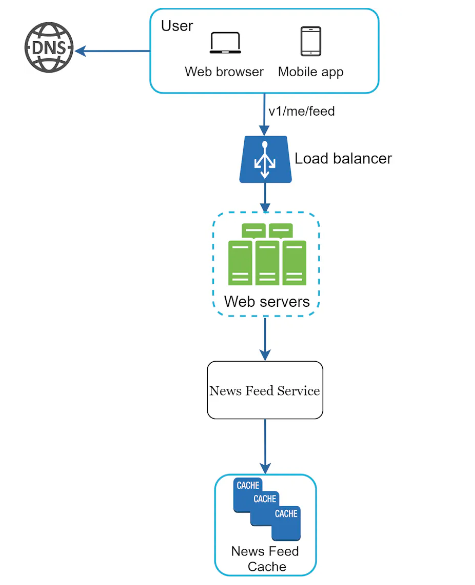 DNS
User
Web browser
Mobile app
v1/me/feed
Load balancer
Web servers
News Feed Service
CACHE
CACHE
CACHE
News Feed
Cache